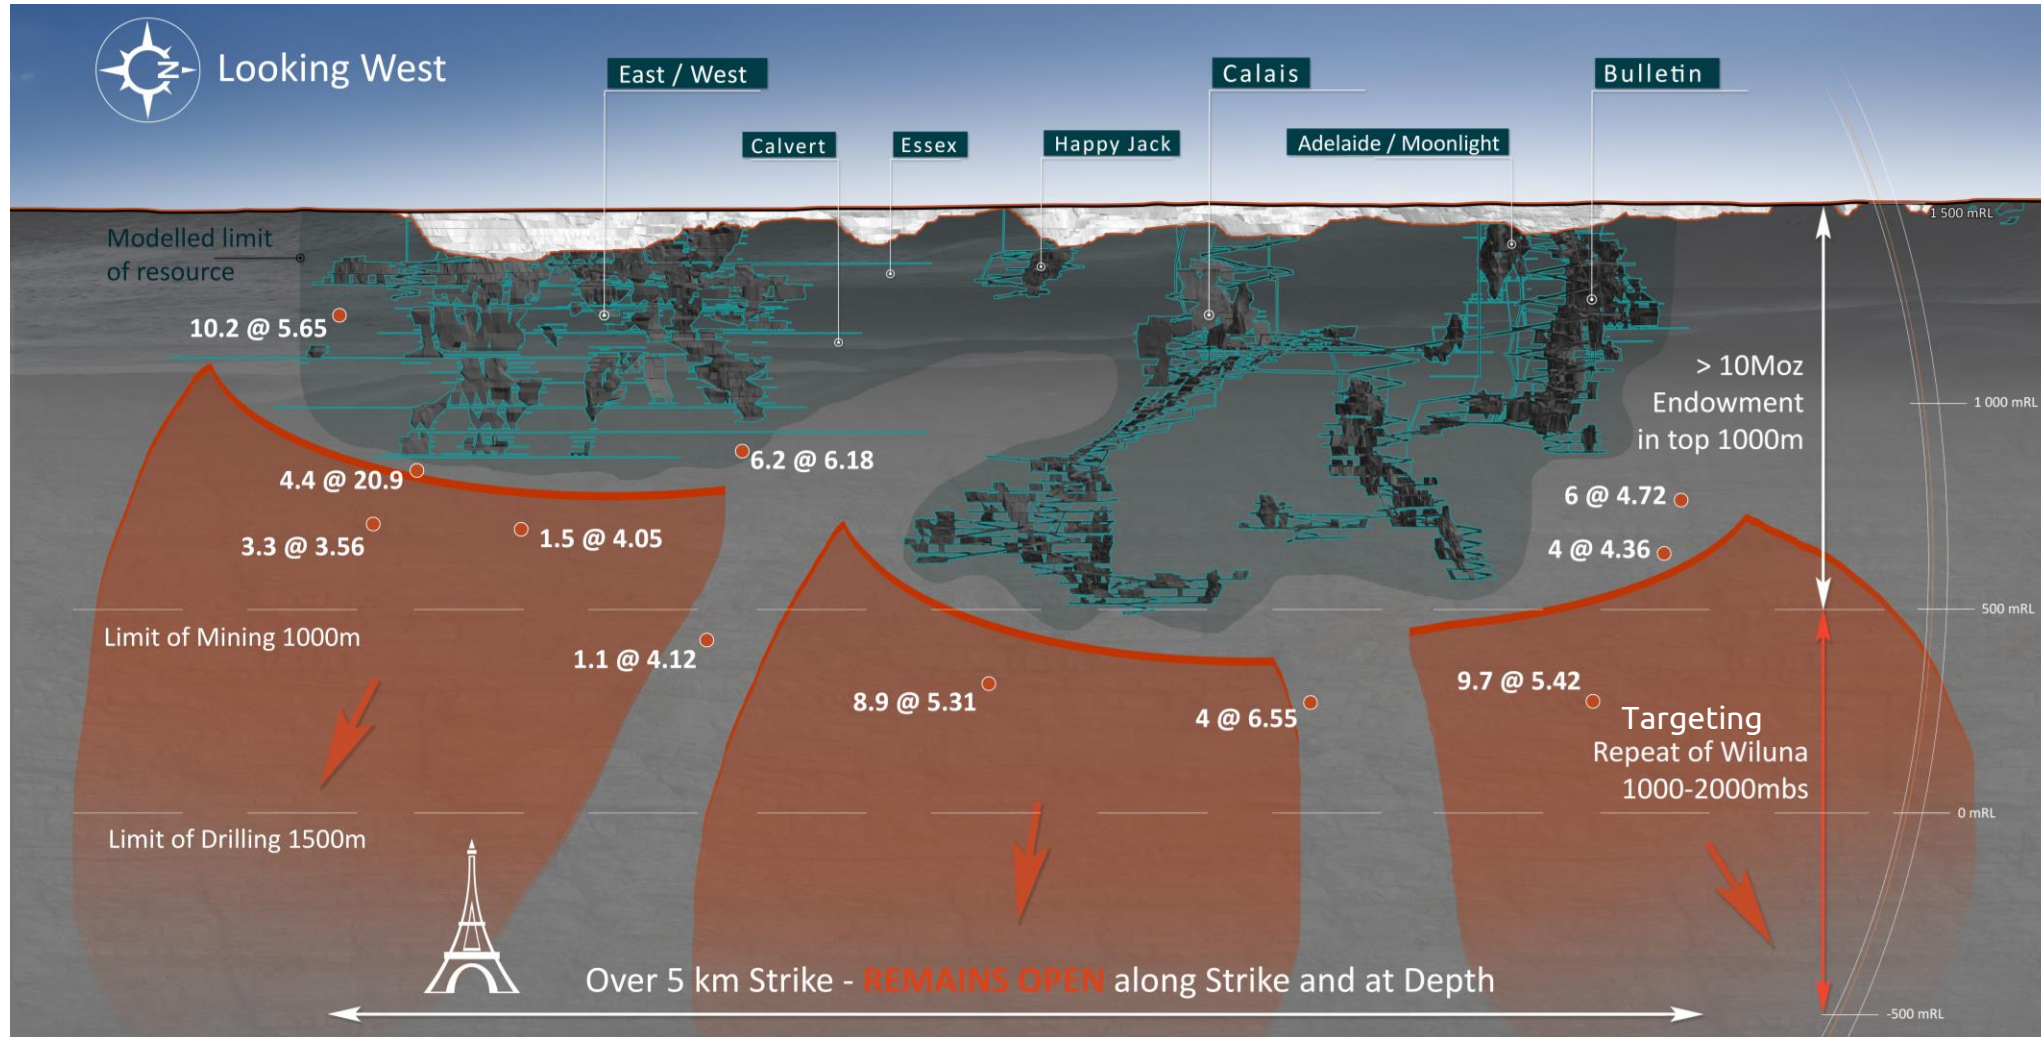 N
Looking West
East / West
Calais
Bulletin
Calvert
Essex
Happy Jack
Adelaide / Moonlight
1 500 mRL
Modelled limit
of resource
10.2 @ 5.65
> 10Moz
Endowment
in top 1000m
1 000 mRL
6.2 @ 6.18
4.4 @ 20.9
6 @ 4.72
3.3 @ 3.56
1.5 @ 4.05
4 @ 4.36
500 mRL
Limit of Mining 1000m
1.1 @ 4.12
8.9 @ 5.31
4 @ 6.55
9.7 @ 5.42
Targeting
Repeat of Wiluna
1000-2000mbs
0 mRL
Limit of Drilling 1500m
Over 5 km Strike - REMAINS OPEN along Strike and at Depth
-500 mRL